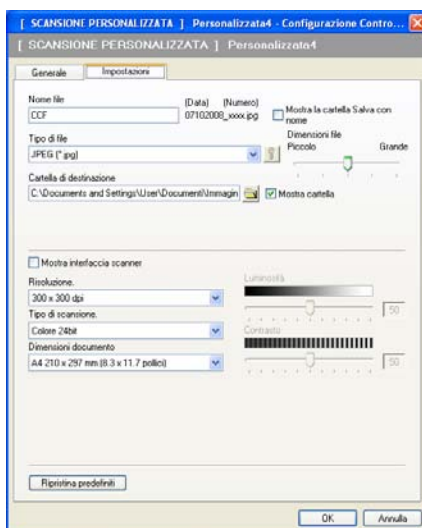 [ SCANSIONE PERSONALIZZATA ] Personalizzata4 - Configurazione Contro...
[ SCANSIONE PERSONALIZZATA ] Personalizzata4
Generale Impostazioni
Nome file (Data) (Numero)
CCF 07102008_xxxx.jpg Mostra la cartella Salva con nome
Tipo di file Dimensioni file
JPEG (*.jpg) Piccolo Grande
Cartella di destinazione
C:\Documents and Settings\User\Documenti\Immagin Mostra cartella
Mostra interfaccia scanner
Risoluzione. Luminosità
300 x 300 dpi 50
Tipo di scansione.
Colore 24bit Contrasto
Dimensioni documento
A4 210 x 297 mm (8.3 x 11.7 pollici) 50
Ripristina predefiniti
OK Annulla